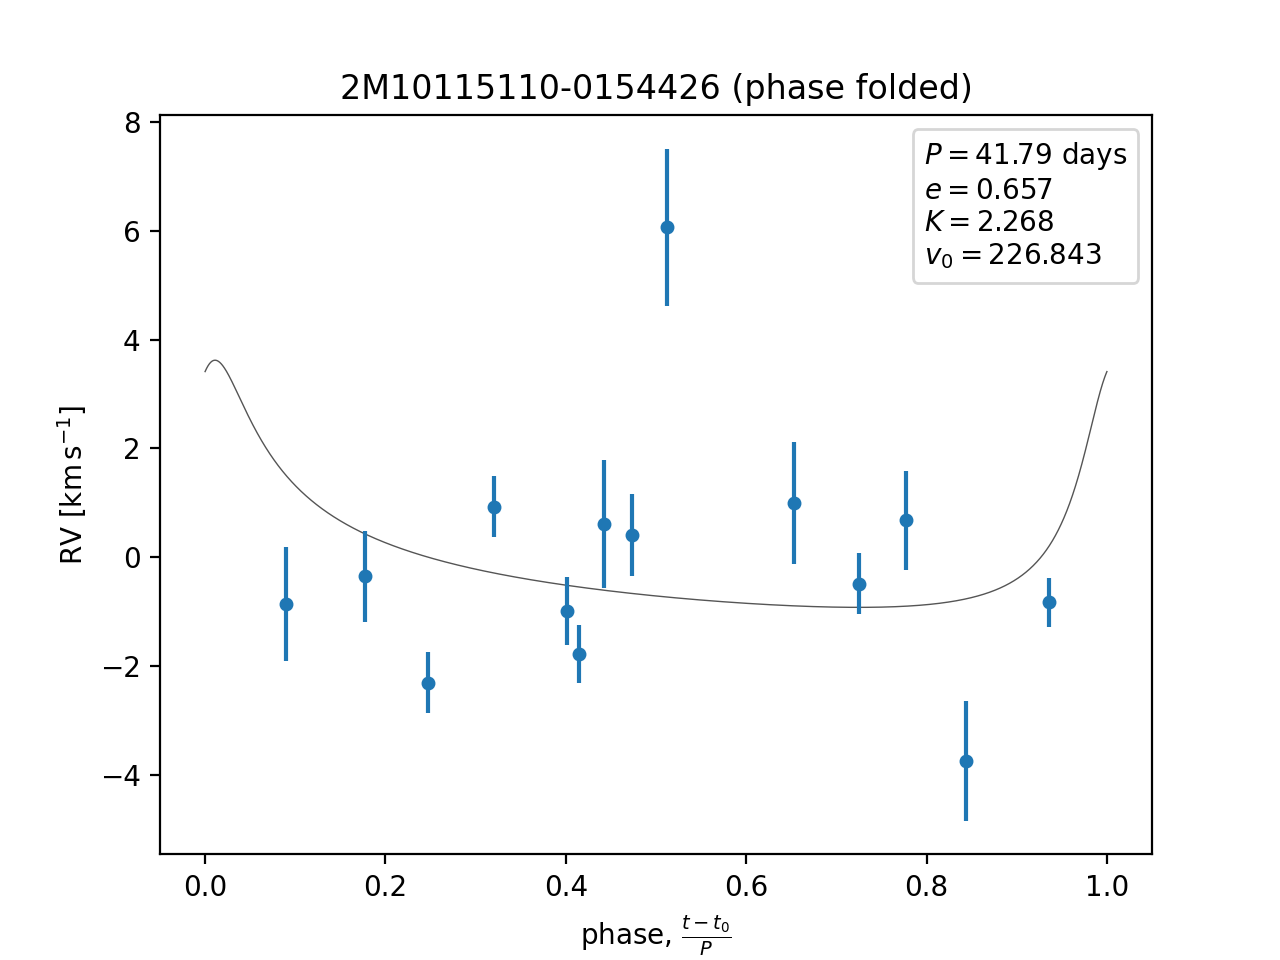 2M10115110-0154426 (phase folded)
P = 41.79 days
e = 0.657
K = 2.268
v₀ = 226.843
RV [km s⁻¹]
8
6
4
2
0
−2
−4
0.0 0.2 0.4 0.6 0.8 1.0
phase, (t − t₀)/P